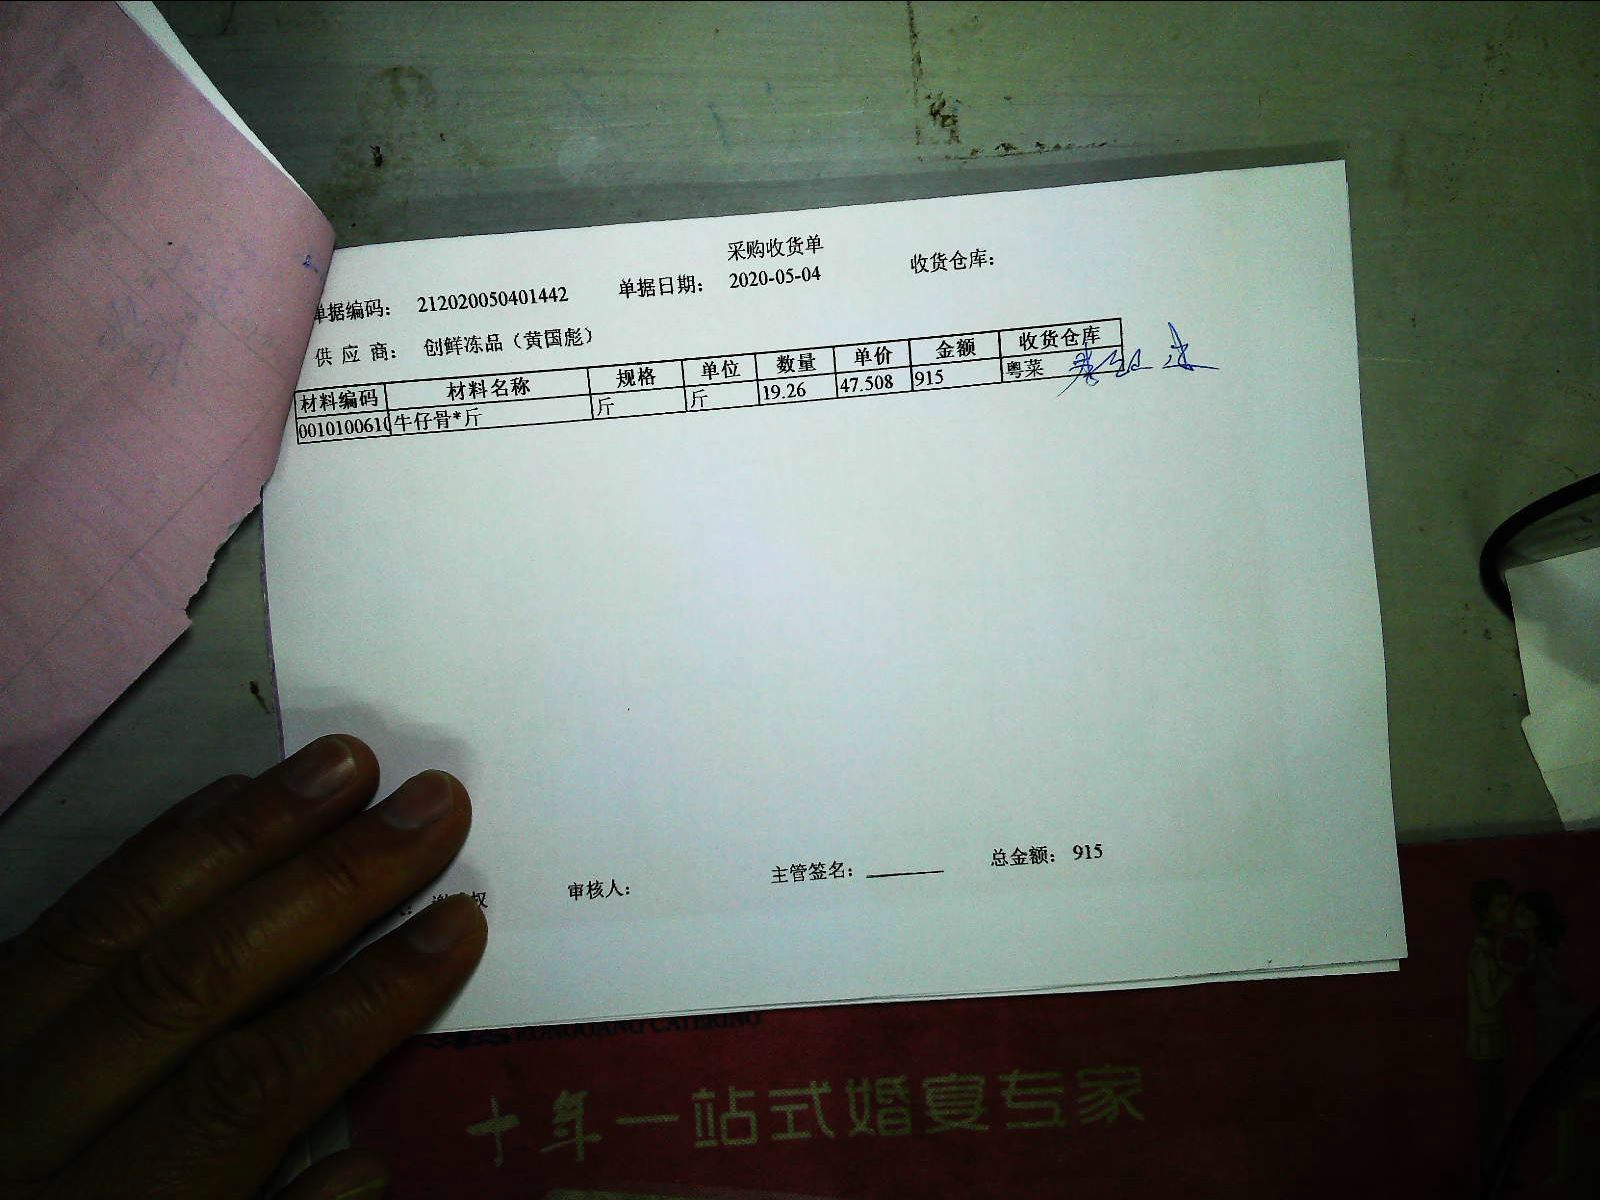 采购收货单
单据编码： 212020050401442 单据日期： 2020-05-04 收货仓库：
供 应 商： 创鲜冻品（黄国彪）
材料编码 材料名称 规格 单位 数量 单价 金额 收货仓库
0010100610 牛仔骨*斤 斤 斤 19.26 47.508 915 粤菜
权 审核人： 主管签名： 总金额： 915
CATERING
十年一站式婚宴专家